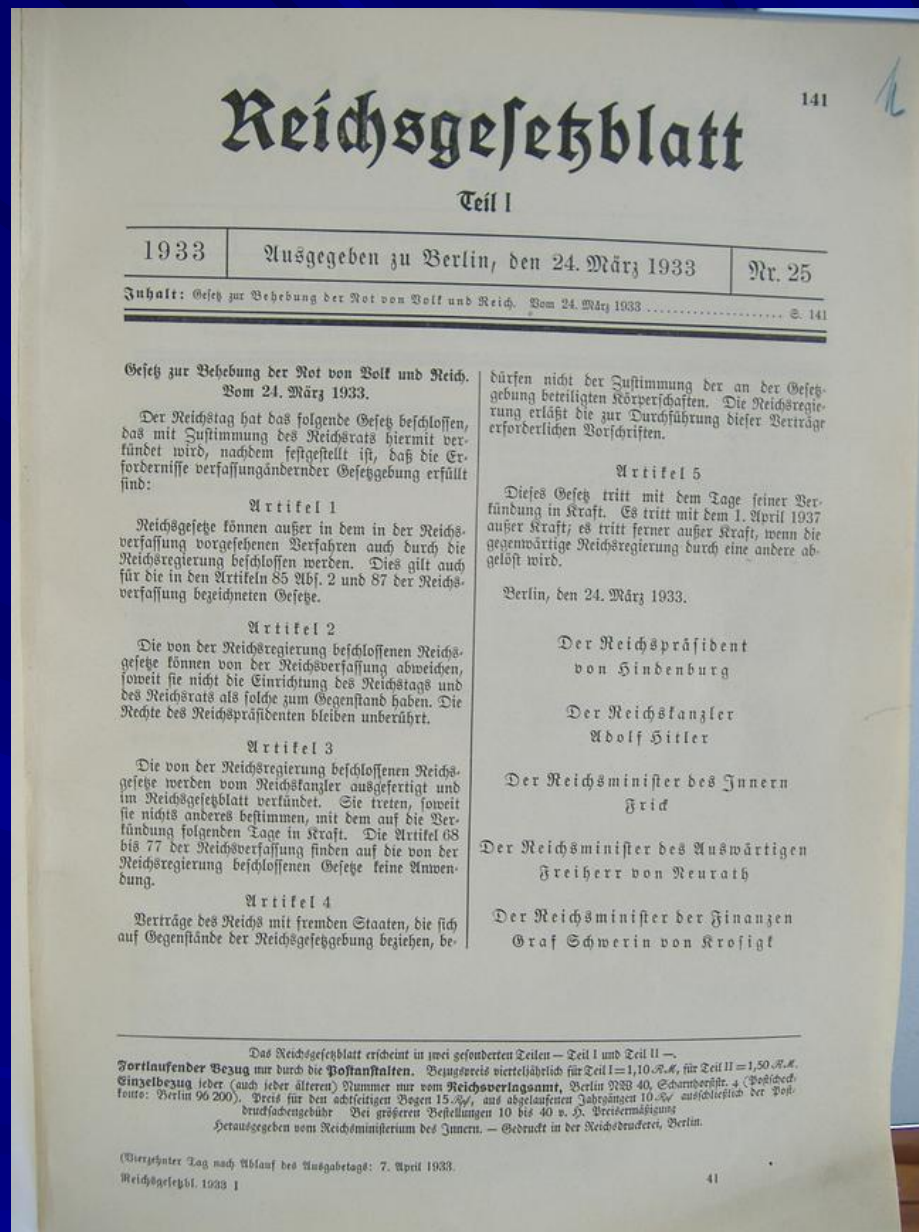 141
Reichsgesetzblatt
Teil I
1933
Ausgegeben zu Berlin, den 24. März 1933
Nr. 25
Inhalt: Gesetz zur Behebung der Not von Volk und Reich. Vom 24. März 1933 ..................... S. 141
Gesetz zur Behebung der Not von Volk und Reich.
Vom 24. März 1933.
Der Reichstag hat das folgende Gesetz beschlossen,
das mit Zustimmung des Reichsrats hiermit ver-
kündet wird, nachdem festgestellt ist, daß die Er-
fordernisse verfassungändernder Gesetzgebung erfüllt
sind:
Artikel 1
Reichsgesetze können außer in dem in der Reichs-
verfassung vorgesehenen Verfahren auch durch die
Reichsregierung beschlossen werden. Dies gilt auch
für die in den Artikeln 85 Abs. 2 und 87 der Reichs-
verfassung bezeichneten Gesetze.
Artikel 2
Die von der Reichsregierung beschlossenen Reichs-
gesetze können von der Reichsverfassung abweichen,
soweit sie nicht die Einrichtung des Reichstags und
des Reichsrats als solche zum Gegenstand haben. Die
Rechte des Reichspräsidenten bleiben unberührt.
Artikel 3
Die von der Reichsregierung beschlossenen Reichs-
gesetze werden vom Reichskanzler ausgefertigt und
im Reichsgesetzblatt verkündet. Sie treten, soweit
sie nichts anderes bestimmen, mit dem auf die Ver-
kündung folgenden Tage in Kraft. Die Artikel 68
bis 77 der Reichsverfassung finden auf die von der
Reichsregierung beschlossenen Gesetze keine Anwen-
dung.
Artikel 4
Verträge des Reichs mit fremden Staaten, die sich
auf Gegenstände der Reichsgesetzgebung beziehen, be-
dürfen nicht der Zustimmung der an der Gesetz-
gebung beteiligten Körperschaften. Die Reichsregie-
rung erläßt die zur Durchführung dieser Verträge
erforderlichen Vorschriften.
Artikel 5
Dieses Gesetz tritt mit dem Tage seiner Ver-
kündung in Kraft. Es tritt mit dem 1. April 1937
außer Kraft; es tritt ferner außer Kraft, wenn die
gegenwärtige Reichsregierung durch eine andere ab-
gelöst wird.
Berlin, den 24. März 1933.
Der Reichspräsident
von Hindenburg
Der Reichskanzler
Adolf Hitler
Der Reichsminister des Innern
Frick
Der Reichsminister des Auswärtigen
Freiherr von Neurath
Der Reichsminister der Finanzen
Graf Schwerin von Krosigk
Das Reichsgesetzblatt erscheint in zwei gesonderten Teilen — Teil I und Teil II —.
Fortlaufender Bezug nur durch die Postanstalten. Bezugspreis vierteljährlich für Teil I = 1,10 R.M, für Teil II = 1,50 R.M.
Einzelbezug jeder (auch jeder älteren) Nummer nur vom Reichsverlagsamt, Berlin NW 40, Scharnhorststr. 4 (Postscheck-
konto: Berlin 96 200). Preis für den achtseitigen Bogen 15 Rpf, aus abgelaufenen Jahrgängen 10 Rpf ausschließlich der Post-
drucksachengebühr Bei größeren Bestellungen 10 bis 40 v. H. Preisermäßigung
Herausgegeben vom Reichsministerium des Innern. — Gedruckt in der Reichsdruckerei, Berlin.
(Vierzehnter Tag nach Ablauf des Ausgabetags: 7. April 1933.
Reichsgesetzbl. 1933 I
41